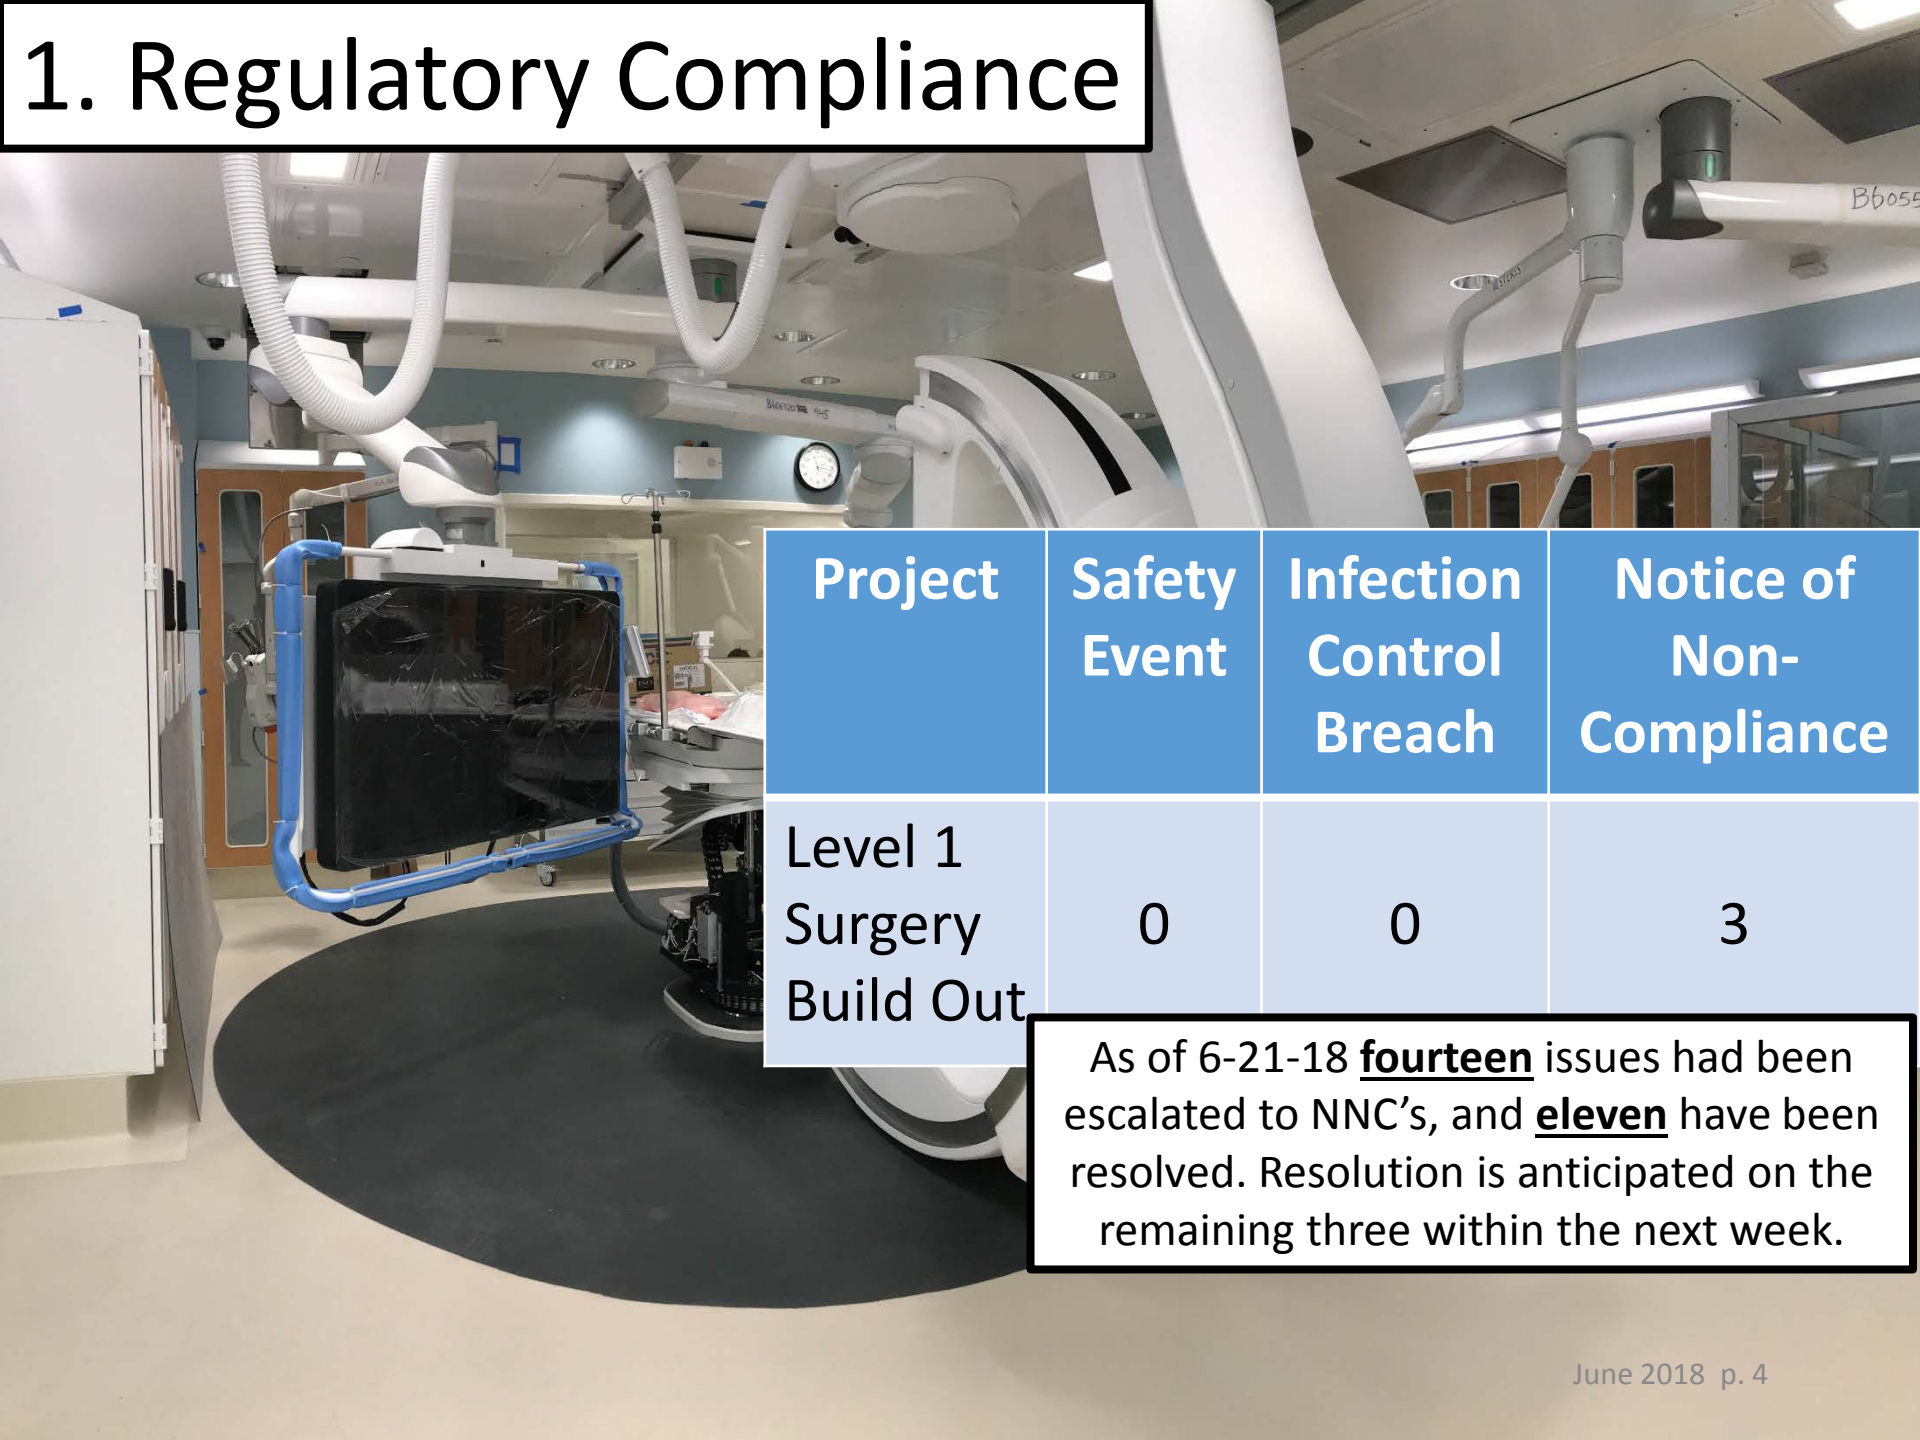 1. Regulatory Compliance
B6055
Project
Safety
Event
Infection
Control
Breach
Notice of
Non-
Compliance
Level 1
Surgery
Build Out
0
0
3
As of 6-21-18 fourteen issues had been
escalated to NNC’s, and eleven have been
resolved. Resolution is anticipated on the
remaining three within the next week.
June 2018 p. 4